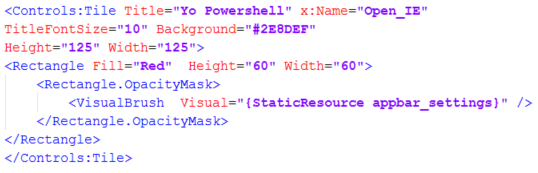 <Controls:Tile Title="Yo Powershell" x:Name="Open_IE"
TitleFontSize="10" Background="#2E8DEF"
Height="125" Width="125">
<Rectangle Fill="Red"  Height="60" Width="60">
    <Rectangle.OpacityMask>
        <VisualBrush  Visual="{StaticResource appbar_settings}" />
    </Rectangle.OpacityMask>
</Rectangle>
</Controls:Tile>